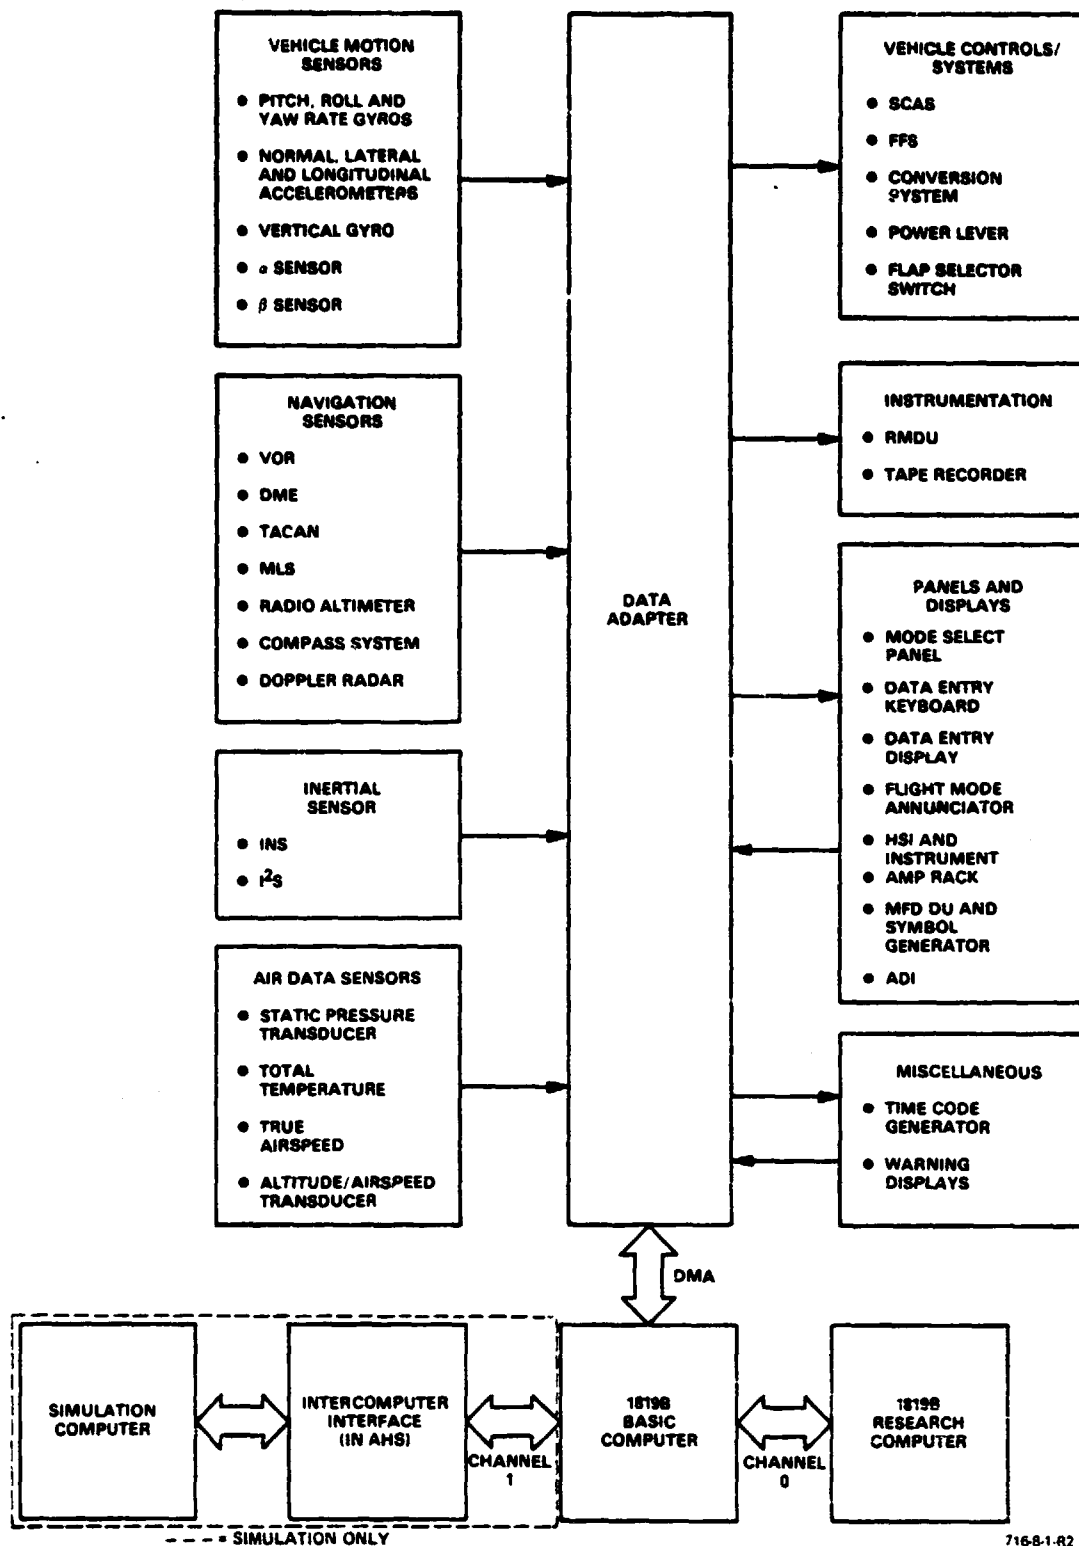 VEHICLE MOTION
SENSORS
● PITCH, ROLL AND
YAW RATE GYROS
● NORMAL, LATERAL
AND LONGITUDINAL
ACCELEROMETERS
● VERTICAL GYRO
● α SENSOR
● β SENSOR
NAVIGATION
SENSORS
● VOR
● DME
● TACAN
● MLS
● RADIO ALTIMETER
● COMPASS SYSTEM
● DOPPLER RADAR
INERTIAL
SENSOR
● INS
● I²S
AIR DATA SENSORS
● STATIC PRESSURE
TRANSDUCER
● TOTAL
TEMPERATURE
● TRUE
AIRSPEED
● ALTITUDE/AIRSPEED
TRANSDUCER
DATA
ADAPTER
VEHICLE CONTROLS/
SYSTEMS
● SCAS
● FFS
● CONVERSION
SYSTEM
● POWER LEVER
● FLAP SELECTOR
SWITCH
INSTRUMENTATION
● RMDU
● TAPE RECORDER
PANELS AND
DISPLAYS
● MODE SELECT
PANEL
● DATA ENTRY
KEYBOARD
● DATA ENTRY
DISPLAY
● FLIGHT MODE
ANNUNCIATOR
● HSI AND
INSTRUMENT
● AMP RACK
● MFD DU AND
SYMBOL
GENERATOR
● ADI
MISCELLANEOUS
● TIME CODE
GENERATOR
● WARNING
DISPLAYS
DMA
SIMULATION
COMPUTER
INTERCOMPUTER
INTERFACE
(IN AHS)
CHANNEL
1
1819B
BASIC
COMPUTER
CHANNEL
0
1819B
RESEARCH
COMPUTER
---- = SIMULATION ONLY
716-8-1-R2